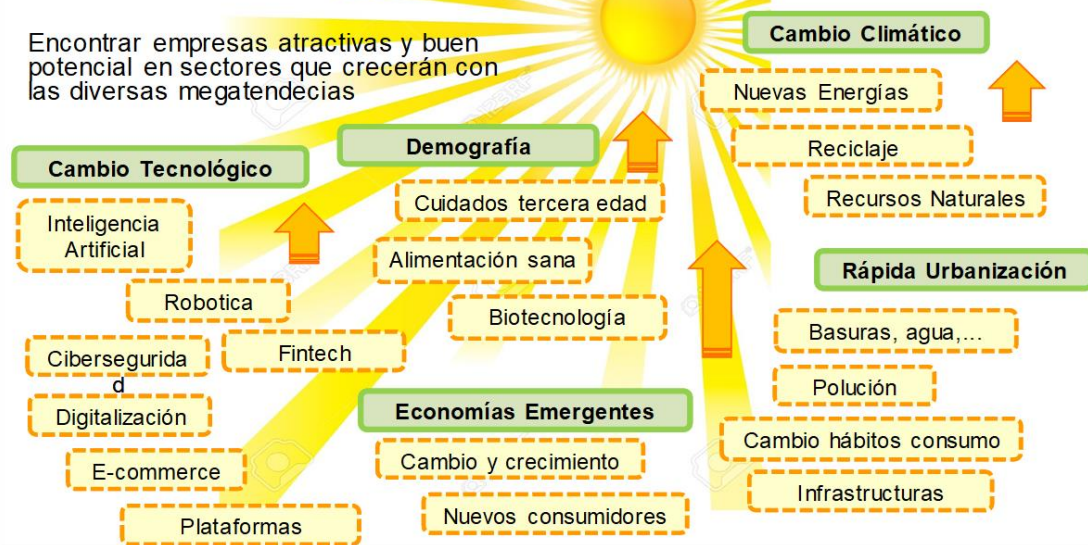 Encontrar empresas atractivas y buen
potencial en sectores que crecerán con
las diversas megatendecias
Cambio Tecnológico
Inteligencia
Artificial
Robotica
Fintech
Cibersegurida
d
Digitalización
E-commerce
Plataformas
Demografía
Cuidados tercera edad
Alimentación sana
Biotecnología
Economías Emergentes
Cambio y crecimiento
Nuevos consumidores
Cambio Climático
Nuevas Energías
Reciclaje
Recursos Naturales
Rápida Urbanización
Basuras, agua,...
Polución
Cambio hábitos consumo
Infrastructuras